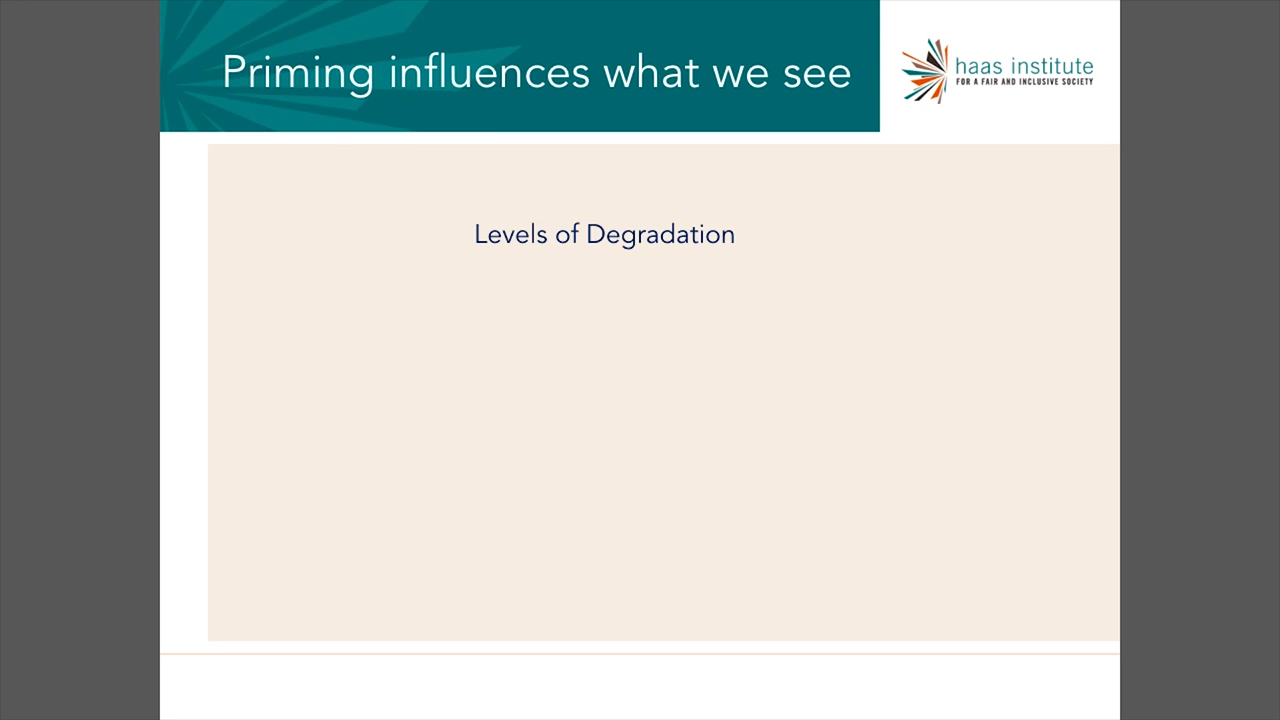 Priming influences what we see
haas institute
FOR A FAIR AND INCLUSIVE SOCIETY
Levels of Degradation